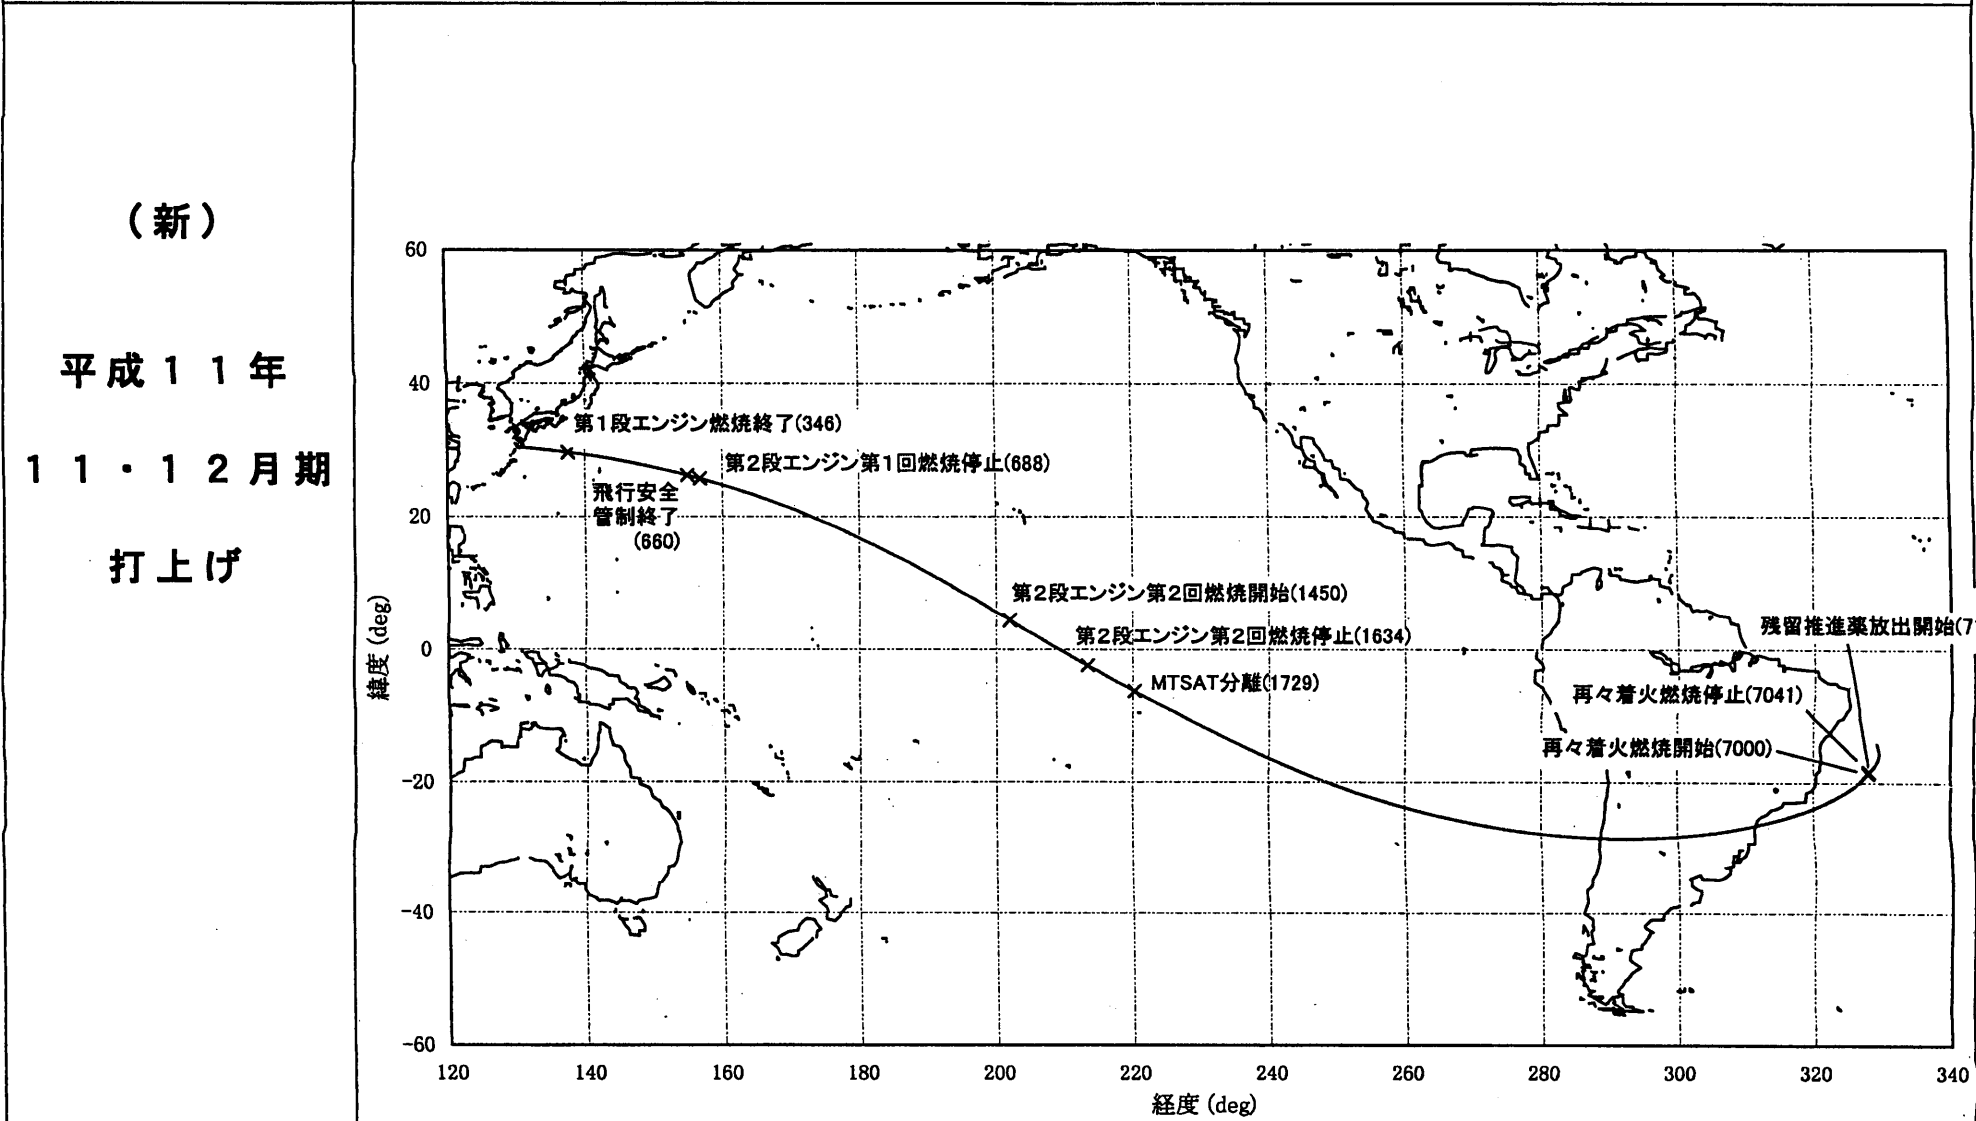 （新）
平成１１年
１１・１２月期
打上げ
60
40
20
0
-20
-40
-60
緯度 (deg)
第1段エンジン燃焼終了(346)
第2段エンジン第1回燃焼停止(688)
飛行安全
管制終了
(660)
第2段エンジン第2回燃焼開始(1450)
第2段エンジン第2回燃焼停止(1634)
MTSAT分離(1729)
残留推進薬放出開始(7
再々着火燃焼停止(7041)
再々着火燃焼開始(7000)
120 140 160 180 200 220 240 260 280 300 320 340
経度 (deg)